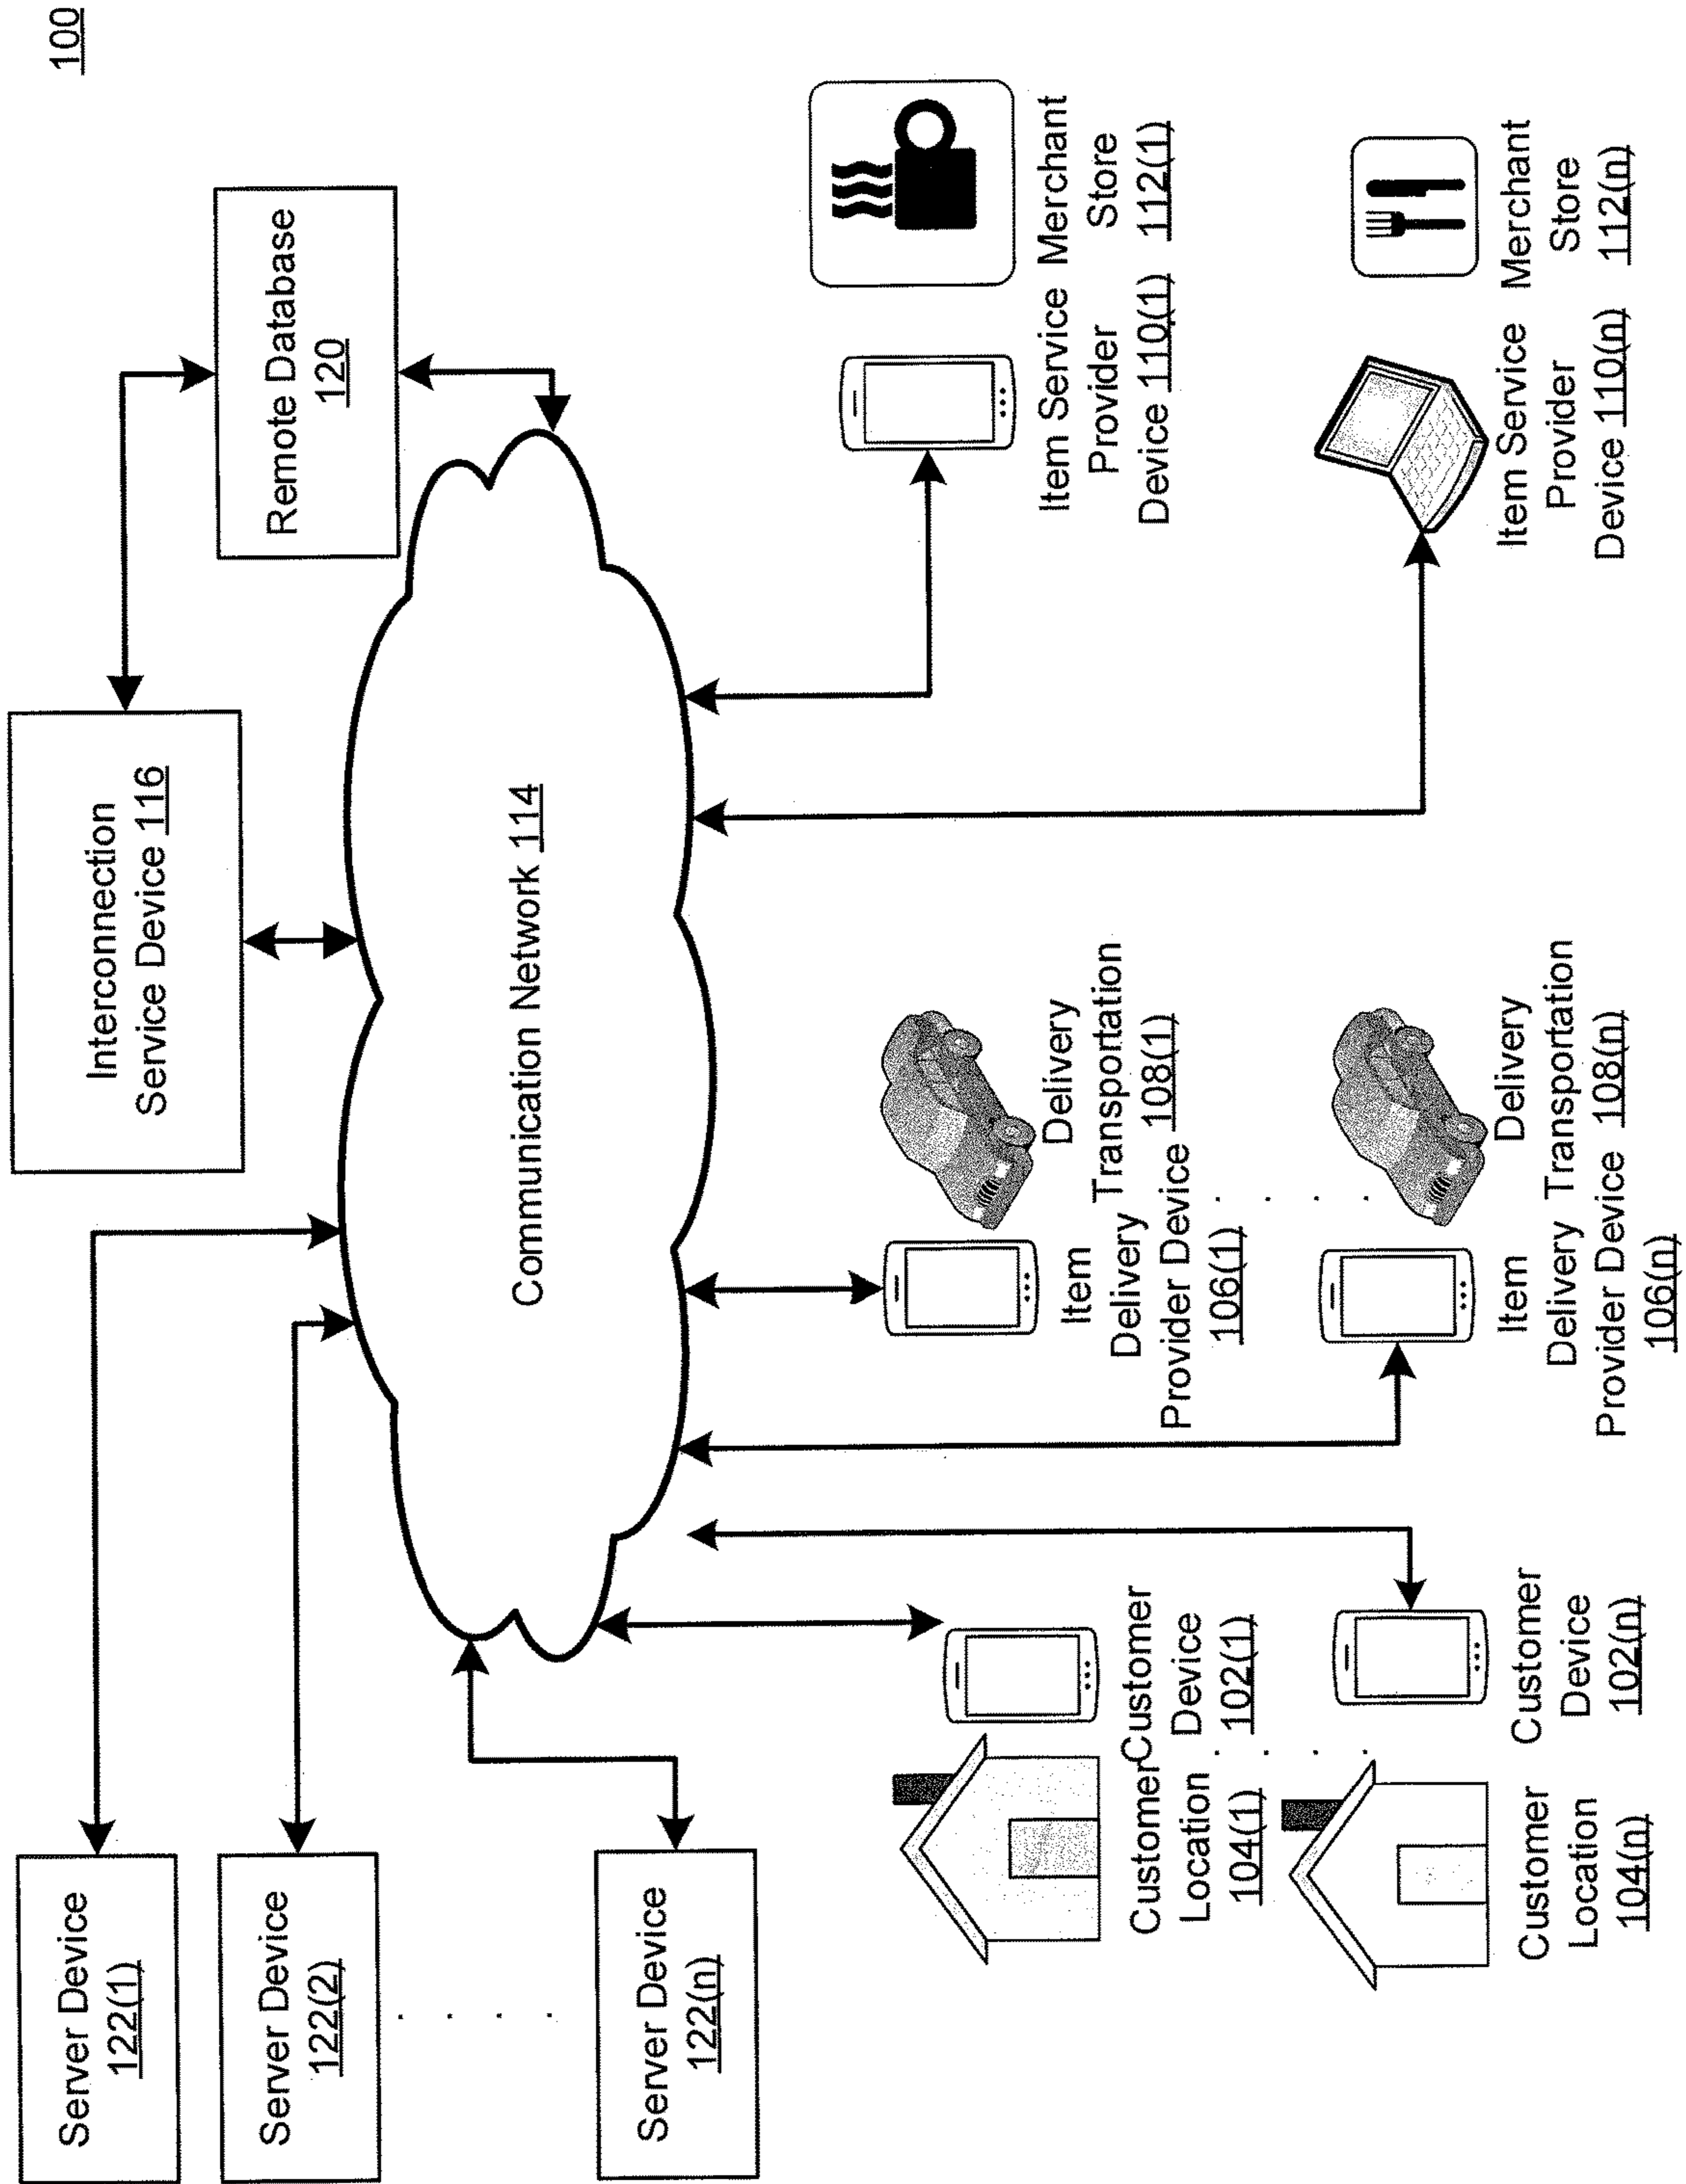 100
Server Device
122(1)
Server Device
122(2)
. . . .
Server Device
122(n)
Interconnection
Service Device 116
Remote Database
120
Communication Network 114
Customer
Location
104(1)
Customer
Device
102(1)
. . . .
Customer
Location
104(n)
Customer
Device
102(n)
Item
Delivery
Provider Device
106(1)
Delivery
Transportation
108(1)
. . . .
Item
Delivery
Provider Device
106(n)
Delivery
Transportation
108(n)
Item Service
Provider
Device 110(1)
Merchant
Store
112(1)
Item Service
Provider
Device 110(n)
Merchant
Store
112(n)